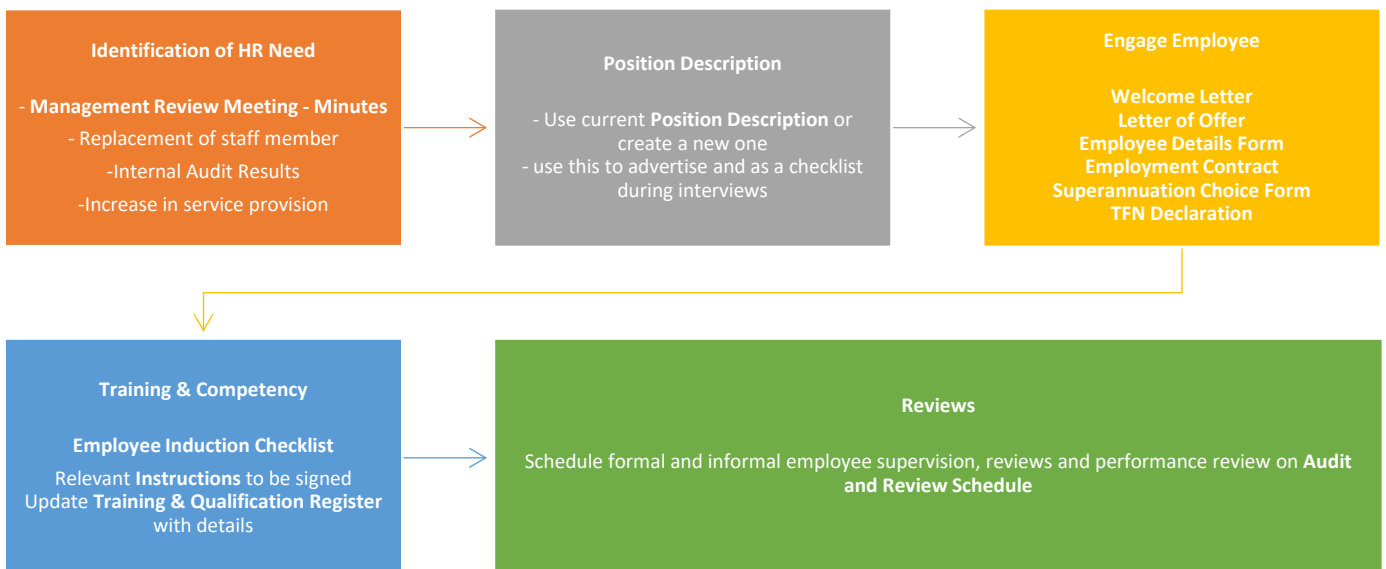 Identification of HR Need
- Management Review Meeting - Minutes
- Replacement of staff member
-Internal Audit Results
-Increase in service provision
Position Description
- Use current Position Description or
create a new one
- use this to advertise and as a checklist
during interviews
Engage Employee
Welcome Letter
Letter of Offer
Employee Details Form
Employment Contract
Superannuation Choice Form
TFN Declaration
Training & Competency
Employee Induction Checklist
Relevant Instructions to be signed
Update Training & Qualification Register
with details
Reviews
Schedule formal and informal employee supervision, reviews and performance review on Audit
and Review Schedule